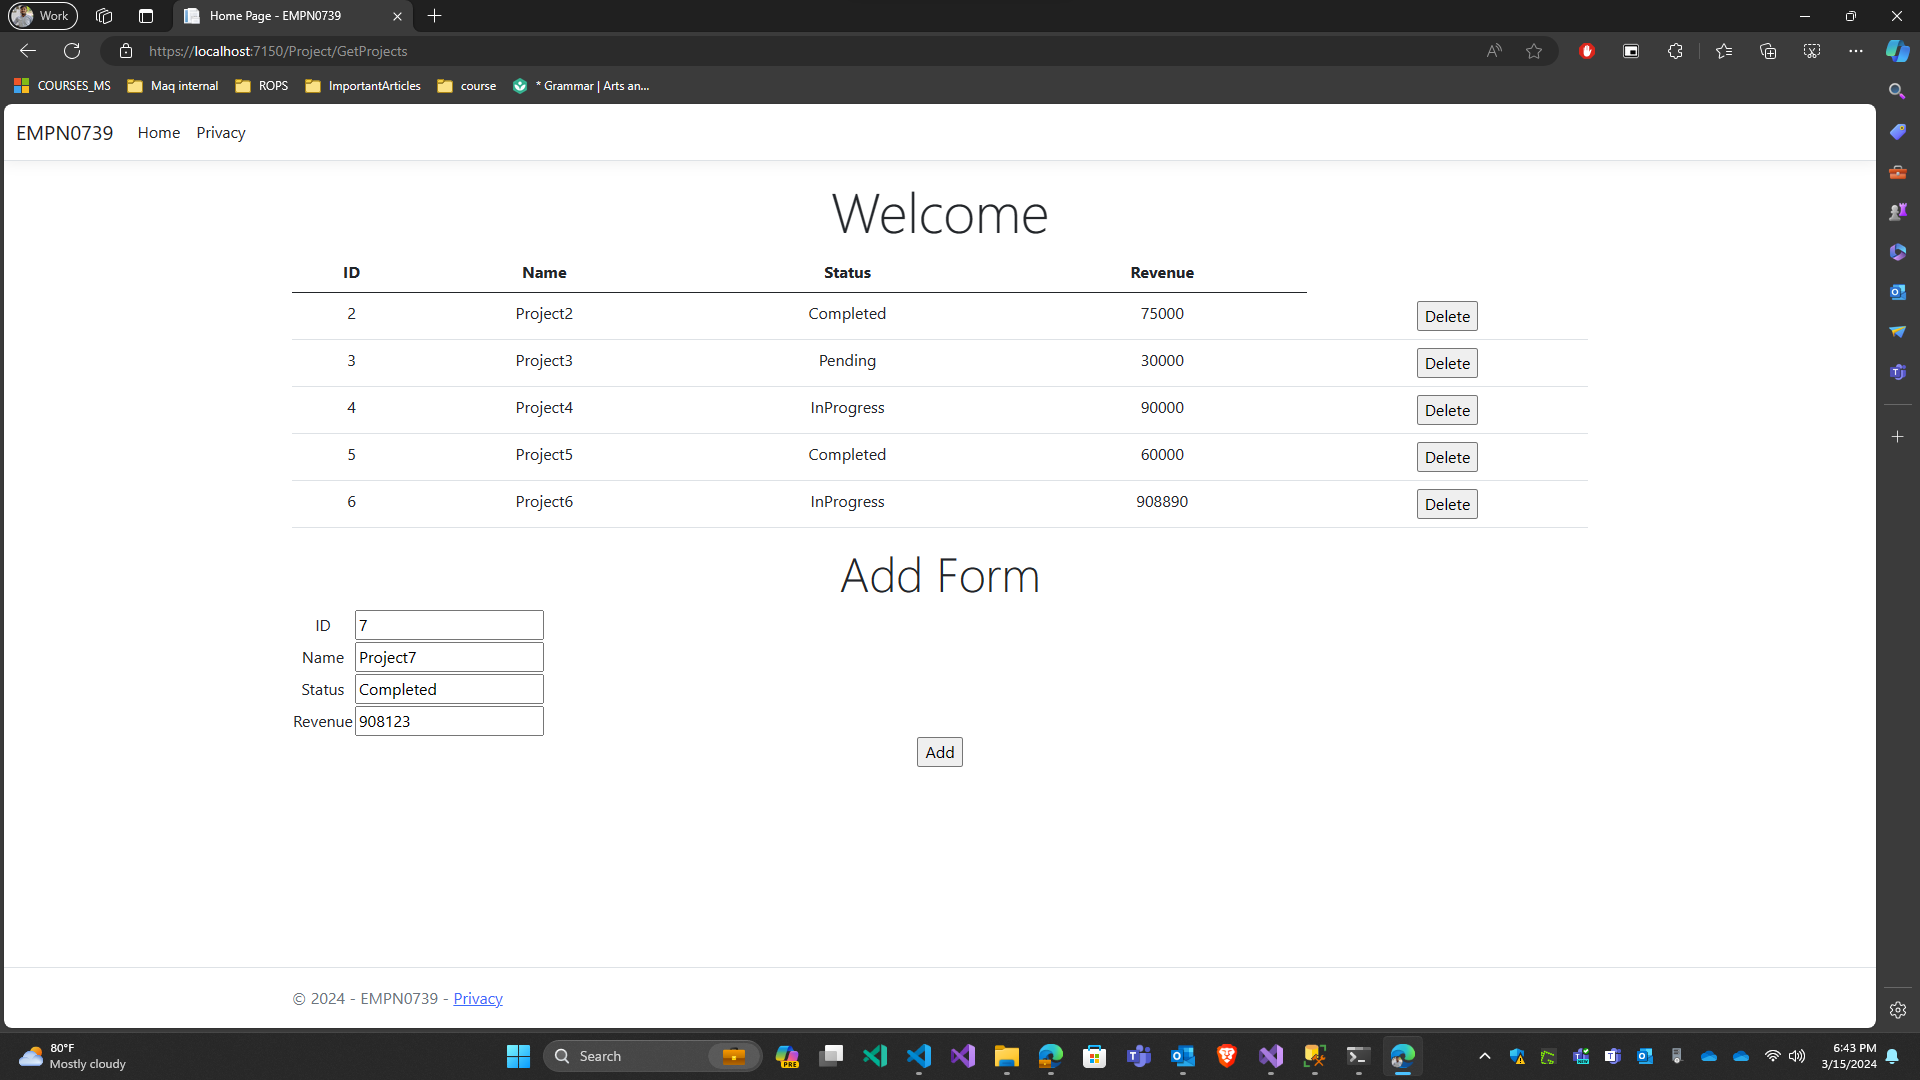 Work
Home Page - EMPN0739
https://localhost:7150/Project/GetProjects
COURSES_MS Maq internal ROPS ImportantArticles course * Grammar | Arts an...
EMPN0739 Home Privacy
Welcome
ID Name Status Revenue
2 Project2 Completed 75000 Delete
3 Project3 Pending 30000 Delete
4 Project4 InProgress 90000 Delete
5 Project5 Completed 60000 Delete
6 Project6 InProgress 908890 Delete
Add Form
ID 7
Name Project7
Status Completed
Revenue 908123
Add
© 2024 - EMPN0739 - Privacy
80°F
Mostly cloudy
Search
PRE
6:43 PM
3/15/2024